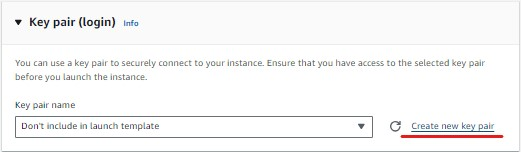 Key pair (login) Info
You can use a key pair to securely connect to your instance. Ensure that you have access to the selected key pair
before you launch the instance.
Key pair name
Don't include in launch template
Create new key pair